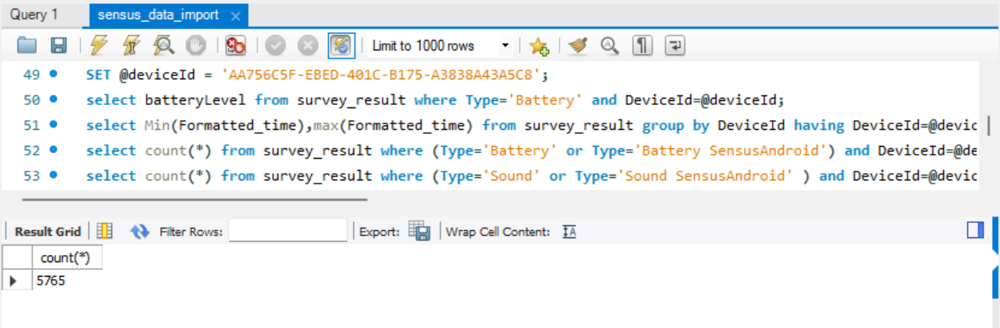 Query 1 sensus_data_import
Limit to 1000 rows
49 SET @deviceId = 'AA756C5F-EBED-401C-B175-A3838A43A5C8';
50 select batteryLevel from survey_result where Type='Battery' and DeviceId=@deviceId;
51 select Min(Formatted_time),max(Formatted_time) from survey_result group by DeviceId having DeviceId=@devic
52 select count(*) from survey_result where (Type='Battery' or Type='Battery SensusAndroid') and DeviceId=@de
53 select count(*) from survey_result where (Type='Sound' or Type='Sound SensusAndroid' ) and DeviceId=@devic
Result Grid Filter Rows: Export: Wrap Cell Content: IA
count(*)
5765